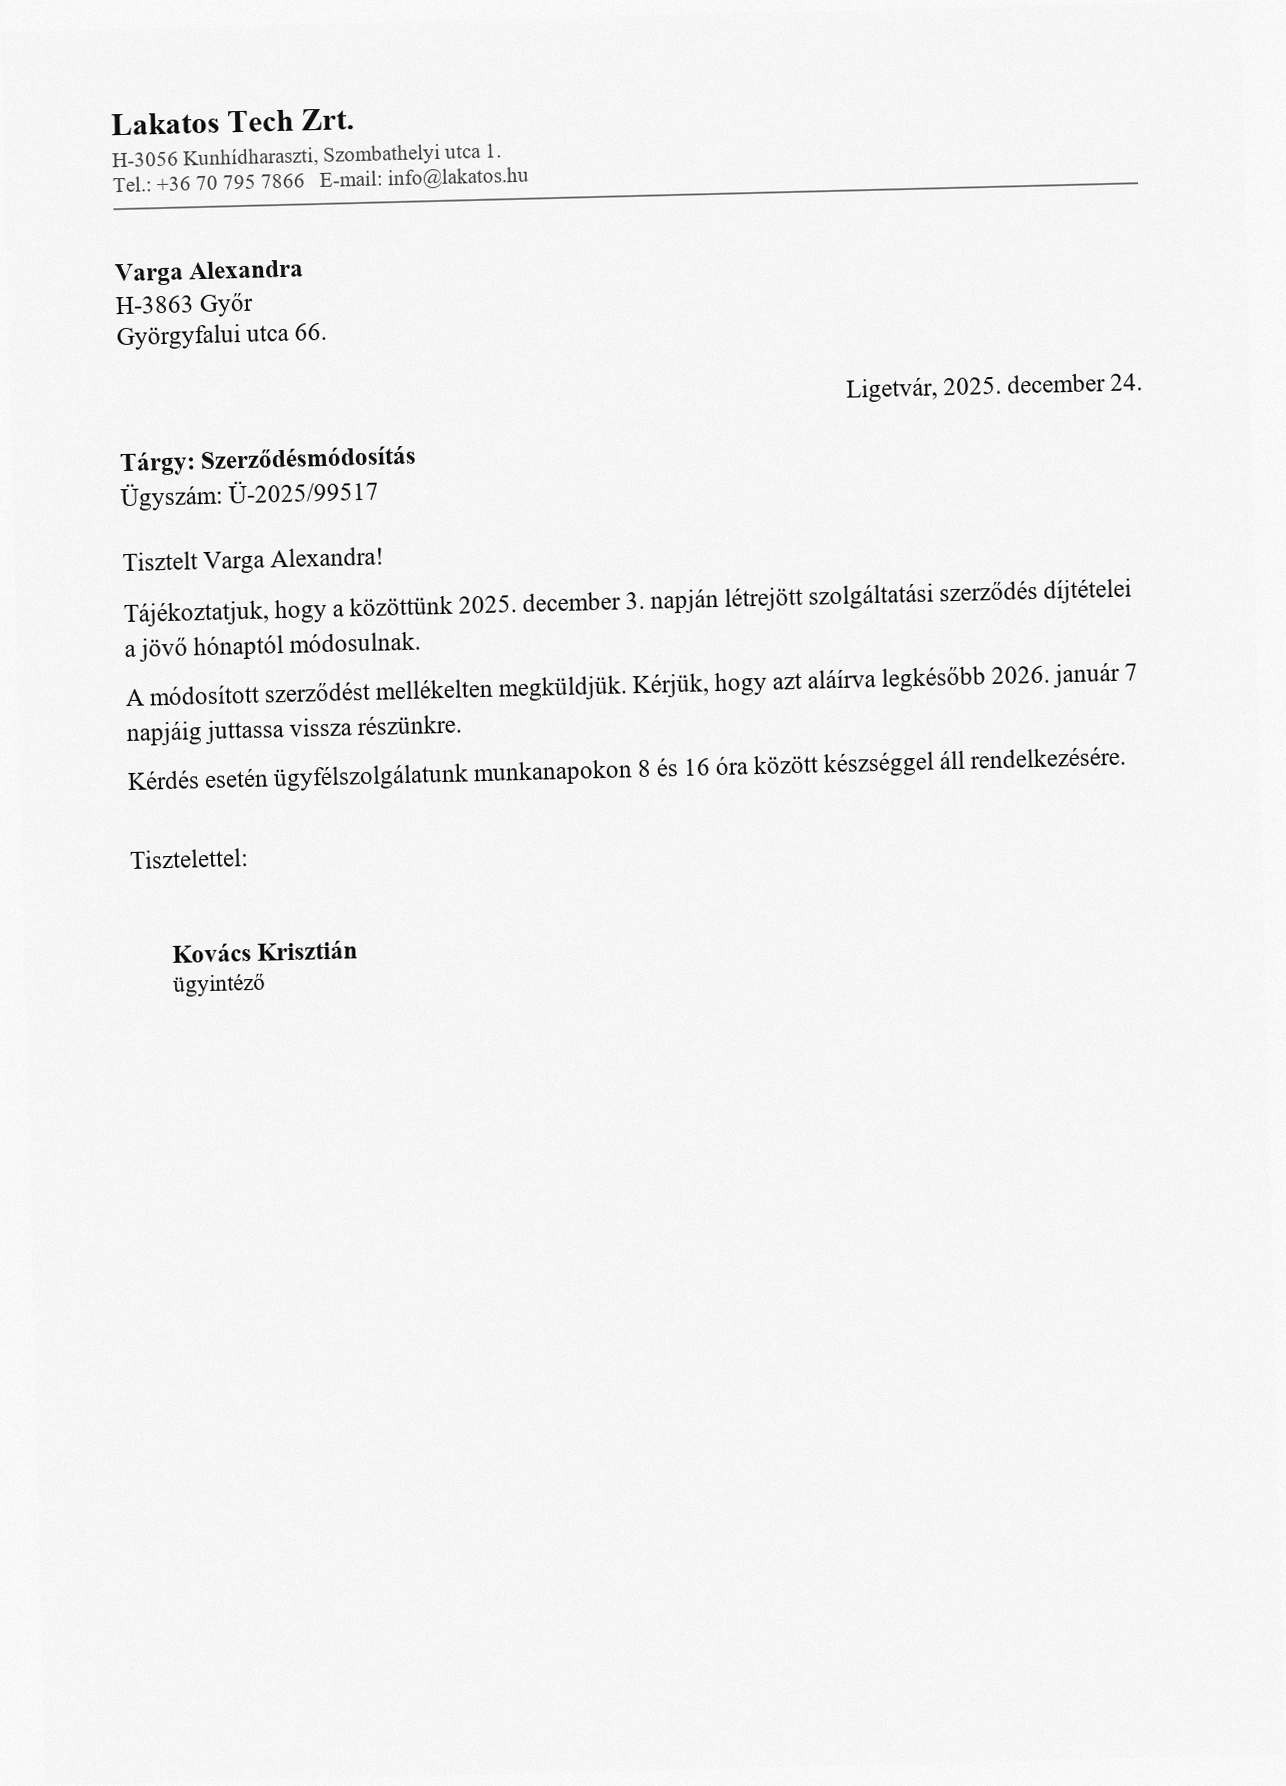 Lakatos Tech Zrt.
H-3056 Kunhídharaszti, Szombathelyi utca 1.
Tel.: +36 70 795 7866 E-mail: info@lakatos.hu
Varga Alexandra
H-3863 Győr
Györgyfalui utca 66.
Ligetvár, 2025. december 24.
Tárgy: Szerződésmódosítás
Ügyszám: Ü-2025/99517
Tisztelt Varga Alexandra!
Tájékoztatjuk, hogy a közöttünk 2025. december 3. napján létrejött szolgáltatási szerződés díjtételei
a jövő hónaptól módosulnak.
A módosított szerződést mellékelten megküldjük. Kérjük, hogy azt aláírva legkésőbb 2026. január 7
napjáig juttassa vissza részünkre.
Kérdés esetén ügyfélszolgálatunk munkanapokon 8 és 16 óra között készséggel áll rendelkezésére.
Tisztelettel:
Kovács Krisztián
ügyintéző